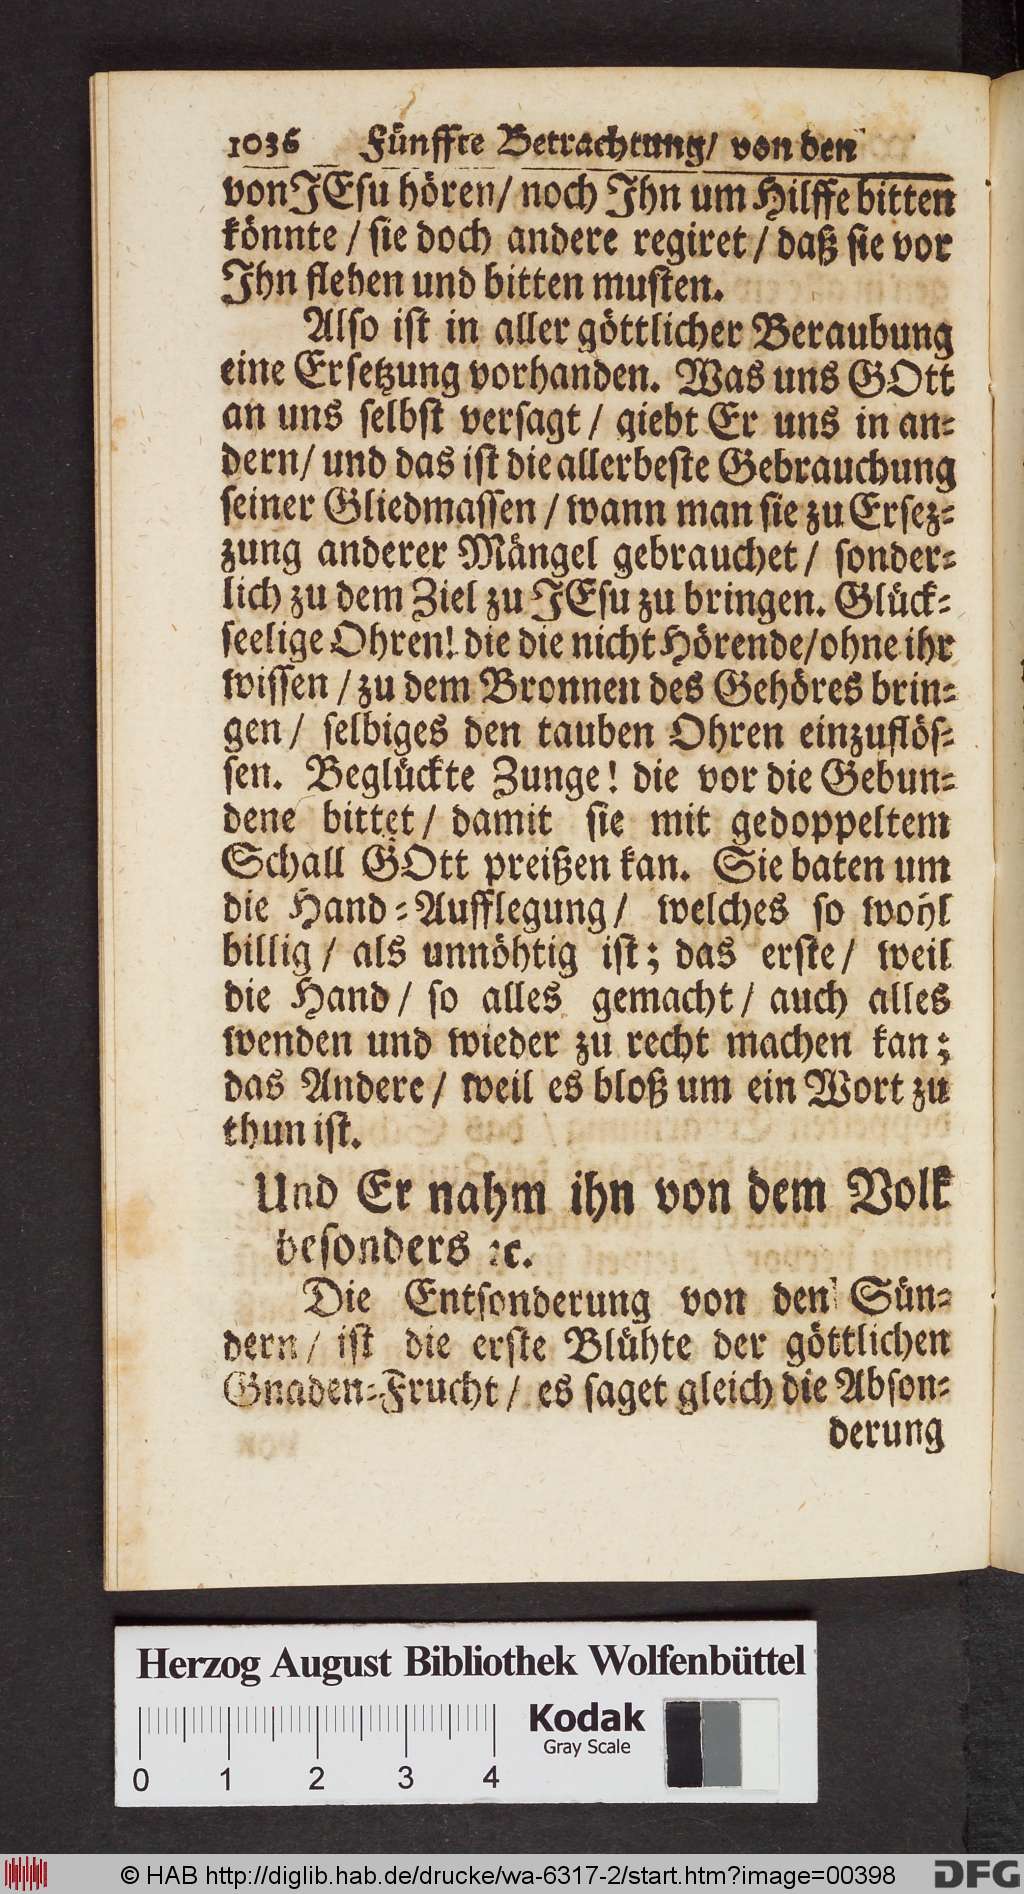 1036 Fünffte Betrachtung/ von den
von JEsu hören/ noch Jhn um Hilffe bitten
könnte / sie doch andere regiret / daß sie vor
Jhn flehen und bitten musten.
Also ist in aller göttlicher Beraubung
eine Ersetzung vorhanden. Was uns GOtt
an uns selbst versagt / giebt Er uns in an-
dern/ und das ist die allerbeste Gebrauchung
seiner Gliedmassen / wann man sie zu Ersez-
zung anderer Mängel gebrauchet / sonder-
lich zu dem Ziel zu JEsu zu bringen. Glück-
seelige Ohren! die die nicht Hörende/ ohne ihr
wissen / zu dem Bronnen des Gehöres brin-
gen / selbiges den tauben Ohren einzuflös-
sen. Beglückte Zunge! die vor die Gebun-
dene bittet / damit sie mit gedoppeltem
Schall GOtt preißen kan. Sie baten um
die Hand-Aufflegung / welches so wohl
billig / als unnöhtig ist; das erste / weil
die Hand / so alles gemacht / auch alles
wenden und wieder zu recht machen kan;
das Andere / weil es bloß um ein Wort zu
thun ist.
Und Er nahm ihn von dem Volk
besonders ꝛc.
Die Entsonderung von den Sün-
dern / ist die erste Blühte der göttlichen
Gnaden-Frucht / es saget gleich die Abson-
derung
Herzog August Bibliothek Wolfenbüttel
Kodak
Gray Scale
0 1 2 3 4
© HAB http://diglib.hab.de/drucke/wa-6317-2/start.htm?image=00398
DFG